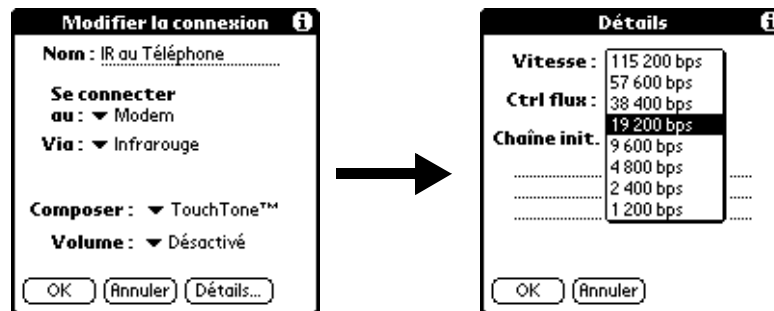 Modifier la connexion
Nom : IR au Téléphone
Se connecter
au : Modem
Via : Infrarouge
Composer : TouchTone™
Volume : Désactivé
OK Annuler Détails...
Détails
Vitesse : 115 200 bps
57 600 bps
Ctrl flux : 38 400 bps
19 200 bps
Chaîne init. 9 600 bps
4 800 bps
2 400 bps
1 200 bps
OK Annuler